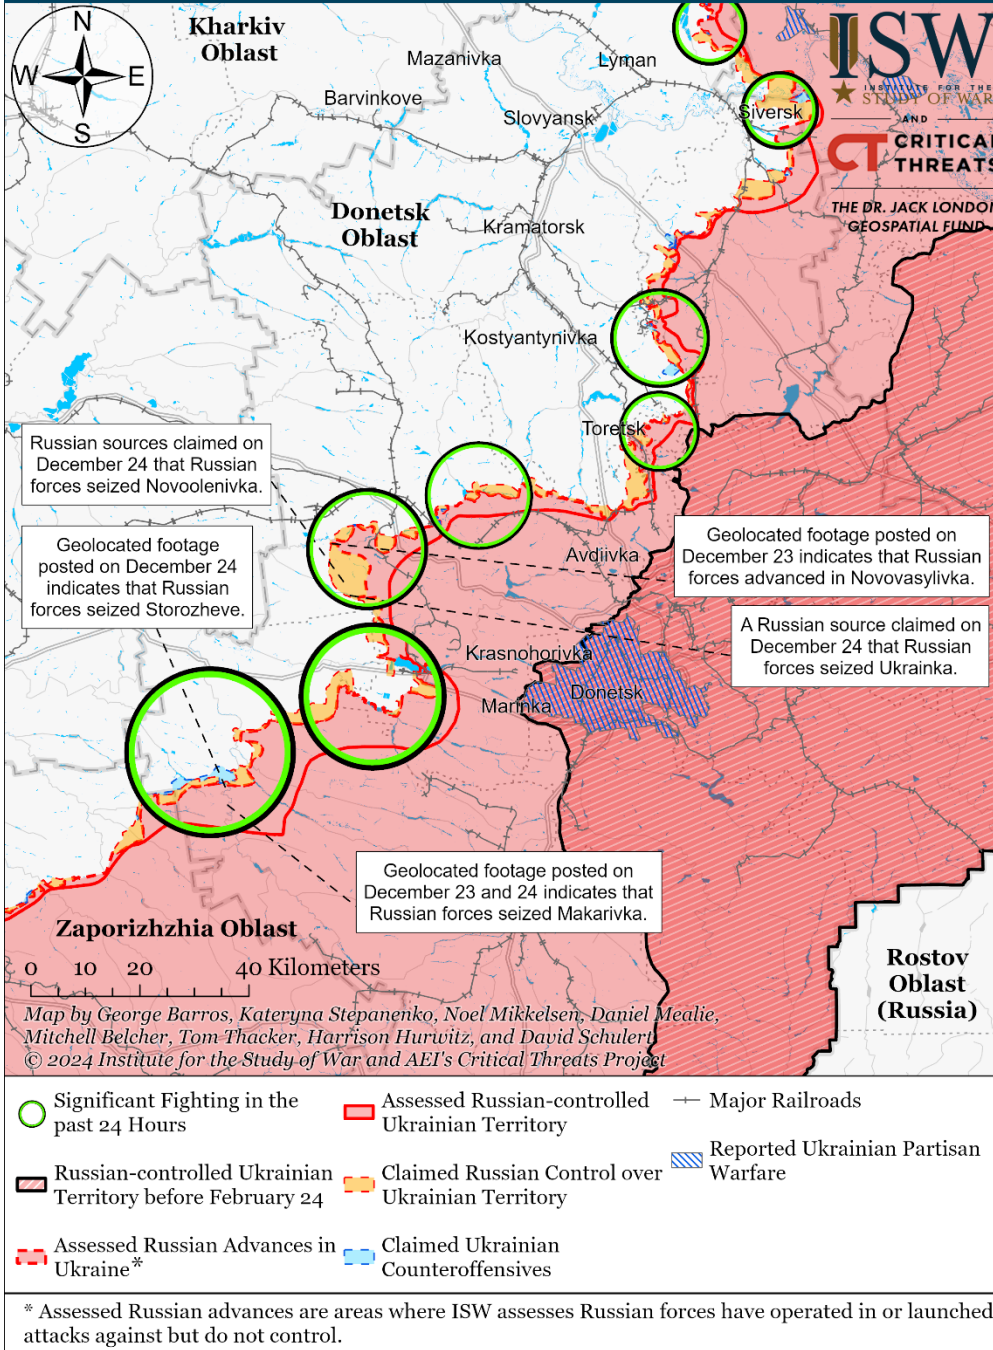 N
W
E
S
Kharkiv
Oblast
Mazanivka
Lyman
Barvinkove
Slovyansk
Siversk
ISW
INSTITUTE FOR THE
STUDY OF WAR
AND
CT CRITICAL
THREATS
THE DR. JACK LONDON
GEOSPATIAL FUND
Donetsk
Oblast
Kramatorsk
Kostyantynivka
Toretsk
Russian sources claimed on
December 24 that Russian
forces seized Novoolenivka.
Geolocated footage
posted on December 24
indicates that Russian
forces seized Storozheve.
Avdiivka
Geolocated footage posted on
December 23 indicates that Russian
forces advanced in Novovasylivka.
A Russian source claimed on
December 24 that Russian
forces seized Ukrainka.
Krasnohorivka
Donetsk
Marinka
Geolocated footage posted on
December 23 and 24 indicates that
Russian forces seized Makarivka.
Zaporizhzhia Oblast
Rostov
Oblast
(Russia)
0 10 20 40 Kilometers
Map by George Barros, Kateryna Stepanenko, Noel Mikkelsen, Daniel Mealie,
Mitchell Belcher, Tom Thacker, Harrison Hurwitz, and David Schulert
© 2024 Institute for the Study of War and AEI's Critical Threats Project
Significant Fighting in the
past 24 Hours
Russian-controlled Ukrainian
Territory before February 24
Assessed Russian Advances in
Ukraine*
Assessed Russian-controlled
Ukrainian Territory
Claimed Russian Control over
Ukrainian Territory
Claimed Ukrainian
Counteroffensives
Major Railroads
Reported Ukrainian Partisan
Warfare
* Assessed Russian advances are areas where ISW assesses Russian forces have operated in or launched
attacks against but do not control.